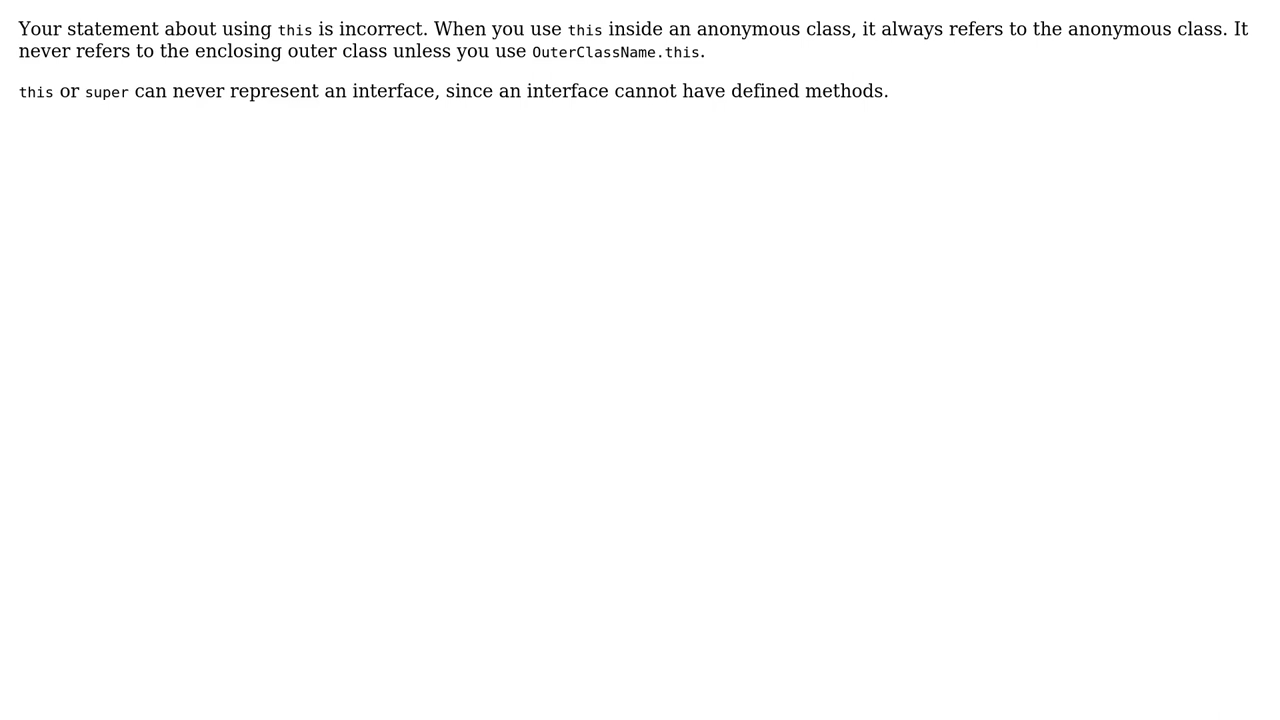 Your statement about using this is incorrect. When you use this inside an anonymous class, it always refers to the anonymous class. It
never refers to the enclosing outer class unless you use OuterClassName.this.
this or super can never represent an interface, since an interface cannot have defined methods.